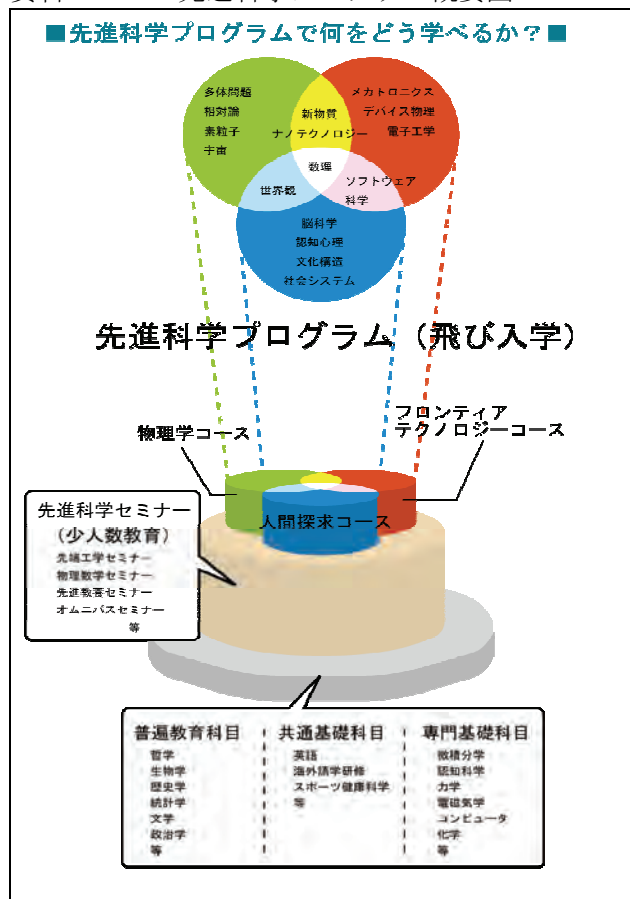 ■先進科学プログラムで何をどう学べるか？■
多体問題
相対論
素粒子
宇宙
新物質
ナノテクノロジー
メカトロニクス
デバイス物理
電子工学
数理
世界観
ソフトウェア
科学
脳科学
認知心理
文化構造
社会システム
先進科学プログラム（飛び入学）
物理学コース
フロンティア
テクノロジーコース
人間探求コース
先進科学セミナー
（少人数教育）
先端工学セミナー
物理数学セミナー
先進教養セミナー
オムニバスセミナー
等
普遍教育科目
哲学
生物学
歴史学
統計学
文学
政治学
等
共通基礎科目
英語
海外語学研修
スポーツ健康科学
等
専門基礎科目
微積分学
認知科学
力学
電磁気学
コンピュータ
化学
等